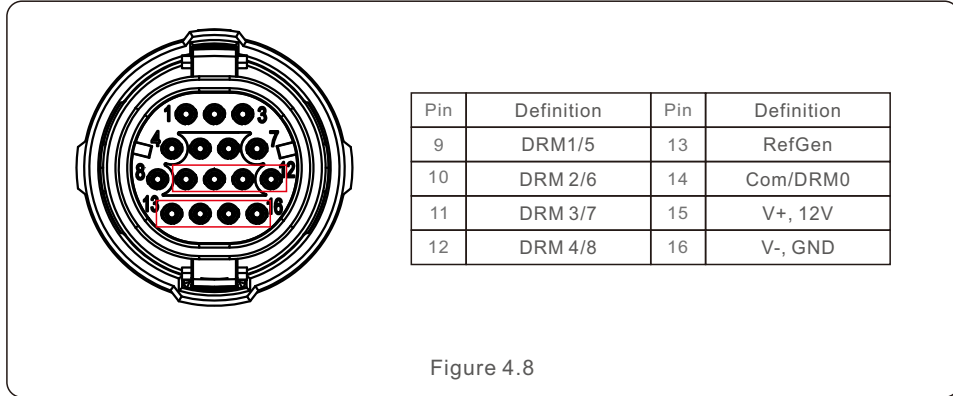 1 3
4 7
8 12
13 16
Pin Definition Pin Definition
9 DRM1/5 13 RefGen
10 DRM 2/6 14 Com/DRM0
11 DRM 3/7 15 V+, 12V
12 DRM 4/8 16 V-, GND
Figure 4.8